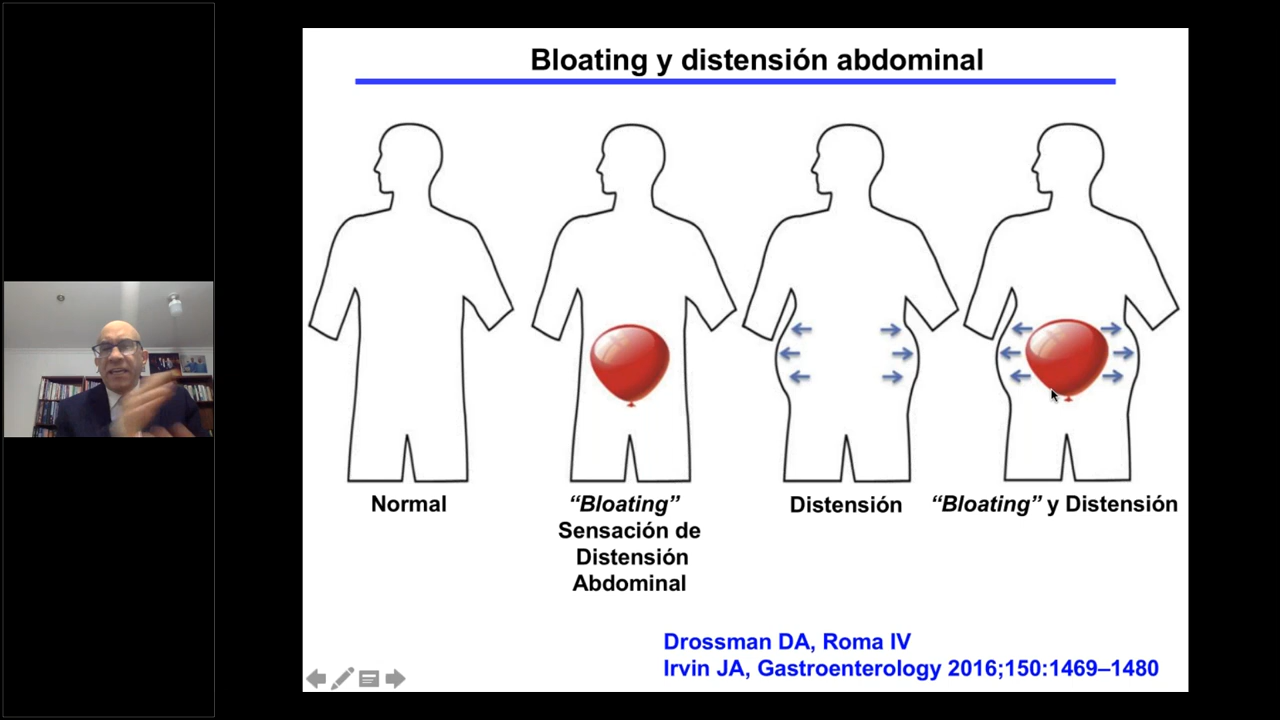 Bloating y distensión abdominal
Normal
“Bloating”
Sensación de
Distensión
Abdominal
Distensión
“Bloating” y Distensión
Drossman DA, Roma IV
Irvin JA, Gastroenterology 2016;150:1469–1480